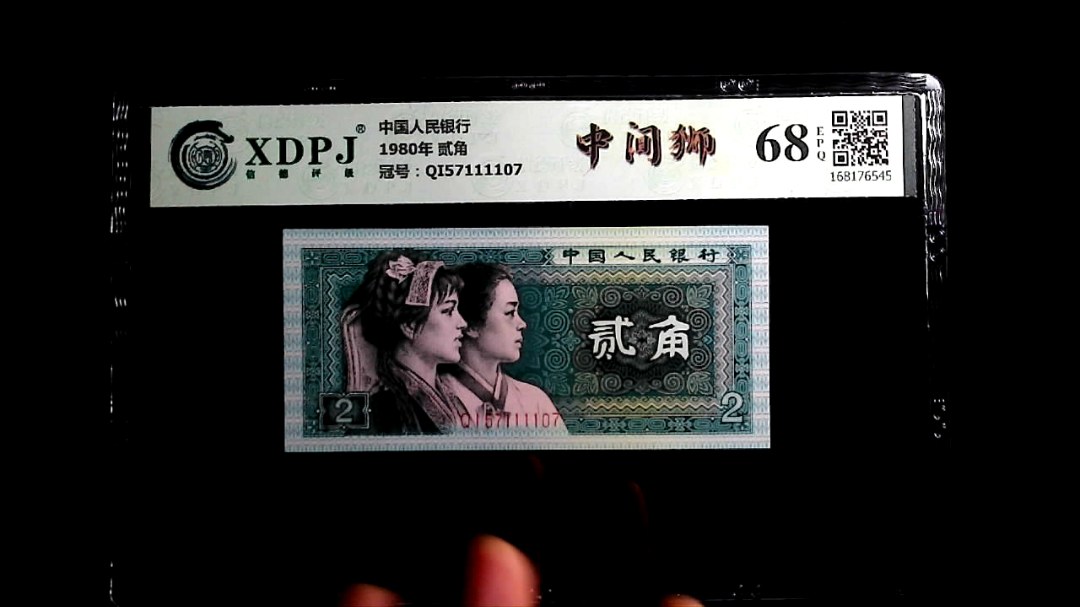 XDPJ®
信德评级
中国人民银行
1980年 贰角
冠号：QI57111107
中间狮
68
EPQ
168176545
中国人民银行
贰角
2
2
QI57111107